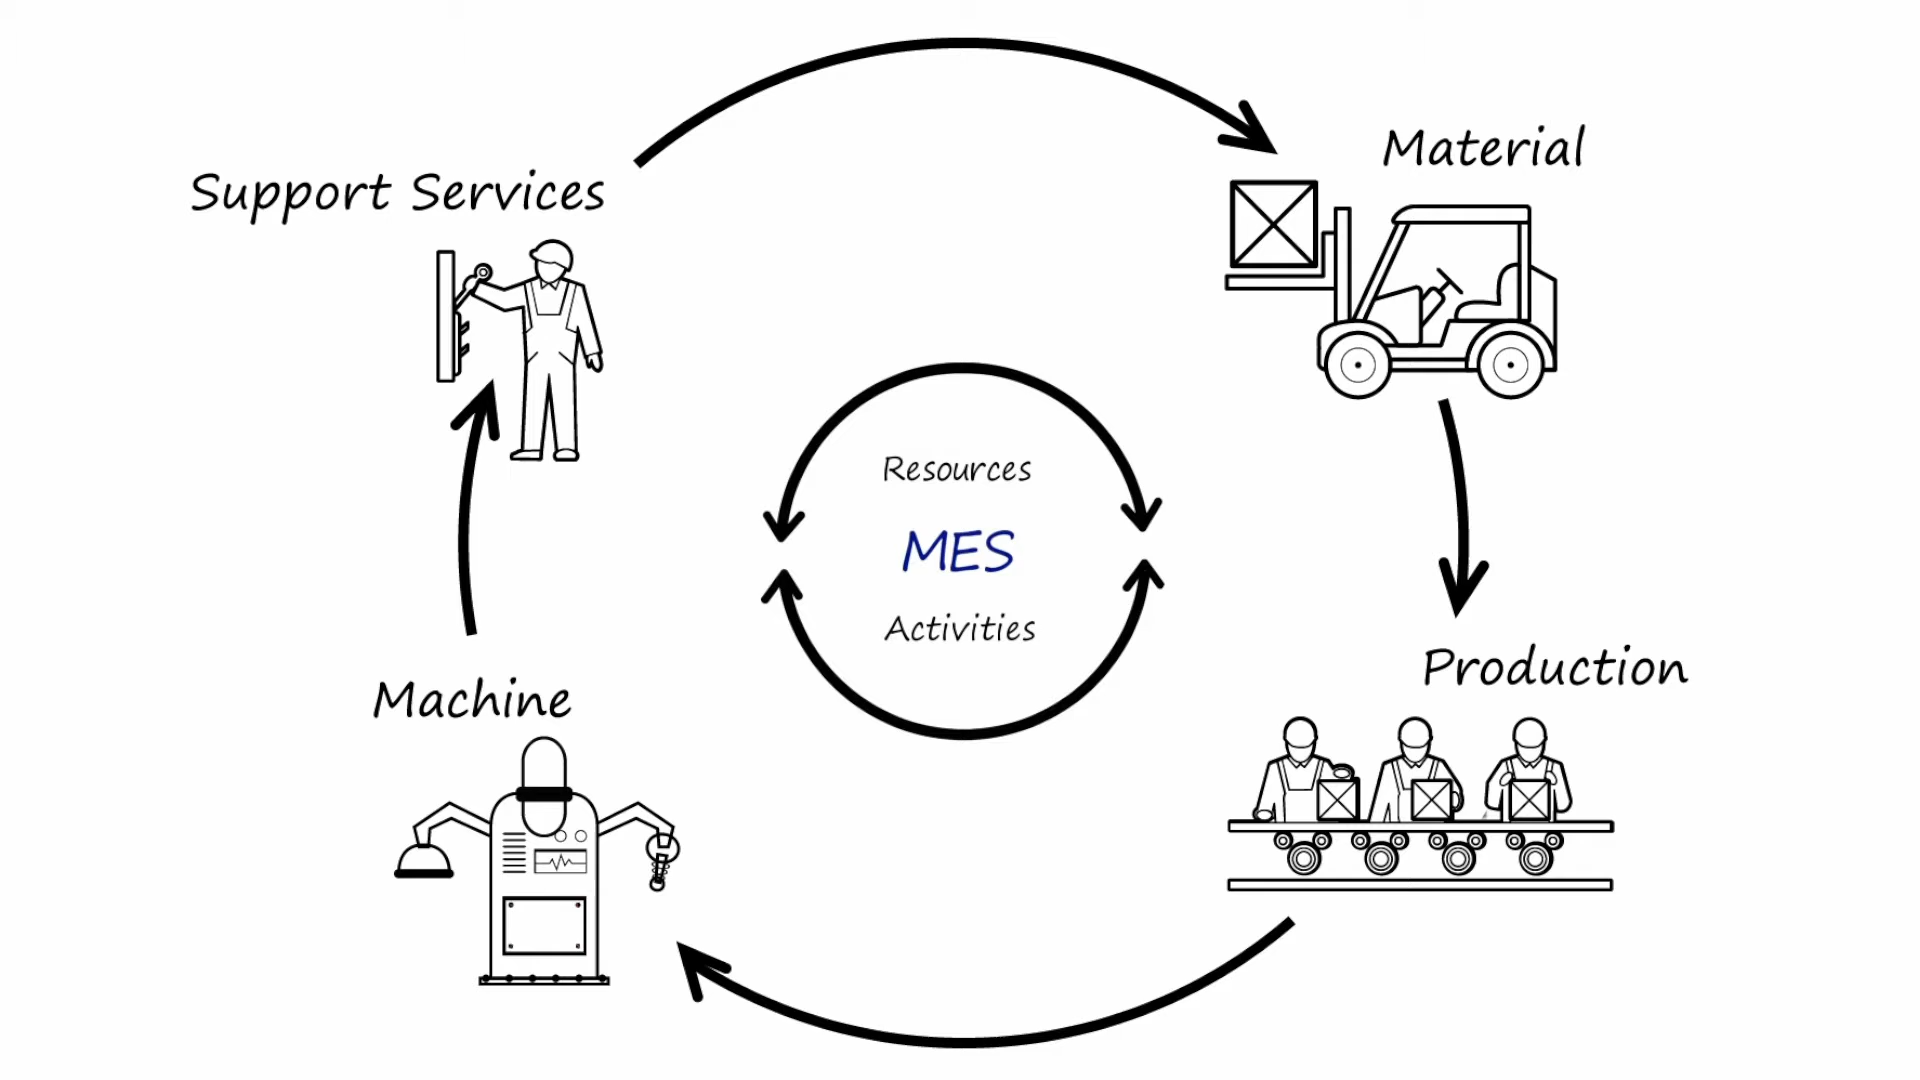 Support Services
Material
Resources
MES
Activities
Machine
Production